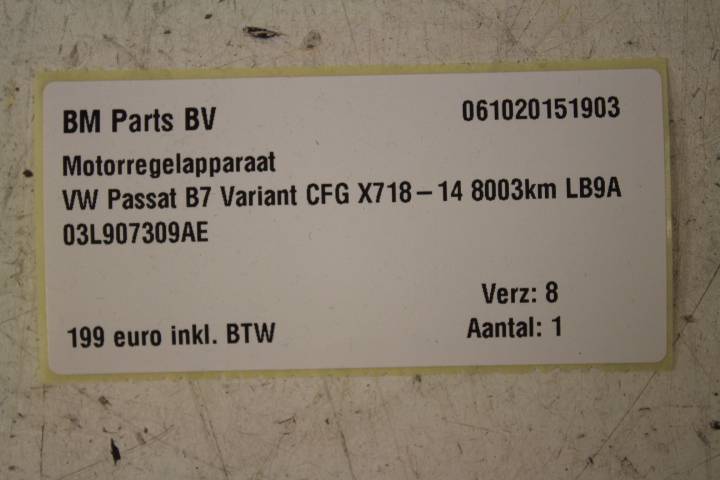 BM Parts BV 061020151903
Motorregelapparaat
VW Passat B7 Variant CFG X718-14 8003km LB9A
03L907309AE
Verz: 8
199 euro inkl. BTW Aantal: 1